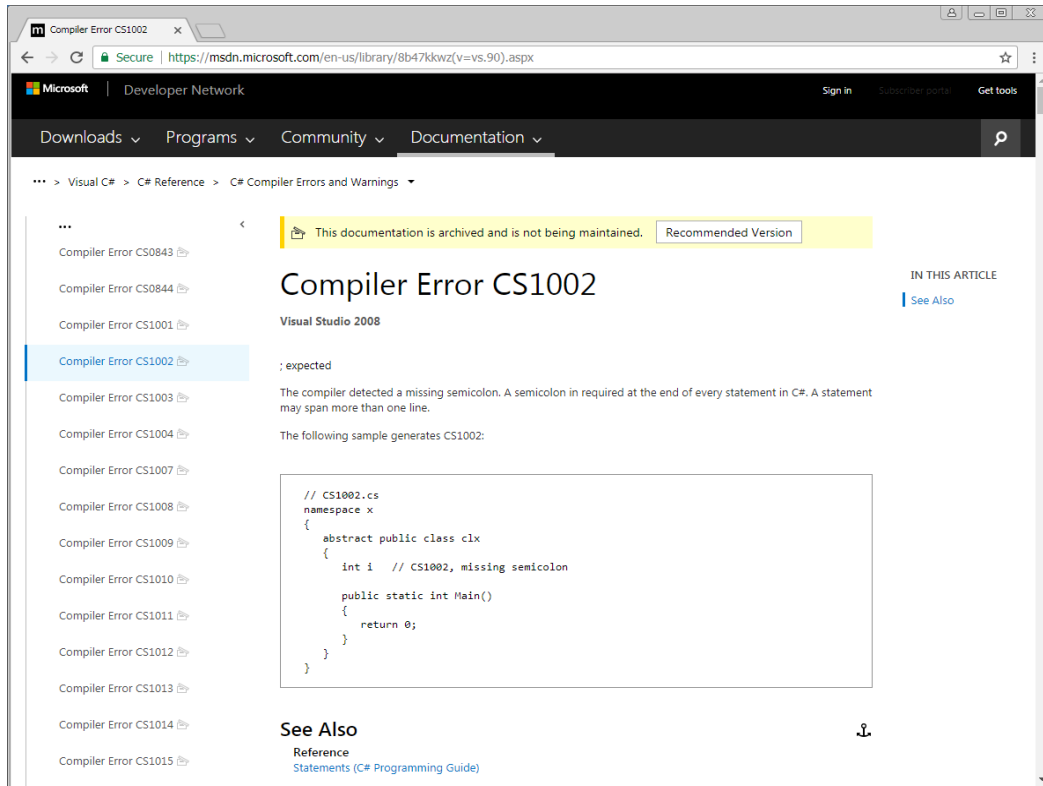 Compiler Error CS1002
Secure | https://msdn.microsoft.com/en-us/library/8b47kkwz(v=vs.90).aspx
Microsoft | Developer Network
Sign in Subscriber portal Get tools
Downloads Programs Community Documentation
... > Visual C# > C# Reference > C# Compiler Errors and Warnings
...
Compiler Error CS0843
Compiler Error CS0844
Compiler Error CS1001
Compiler Error CS1002
Compiler Error CS1003
Compiler Error CS1004
Compiler Error CS1007
Compiler Error CS1008
Compiler Error CS1009
Compiler Error CS1010
Compiler Error CS1011
Compiler Error CS1012
Compiler Error CS1013
Compiler Error CS1014
Compiler Error CS1015
This documentation is archived and is not being maintained. Recommended Version
Compiler Error CS1002
Visual Studio 2008
; expected
The compiler detected a missing semicolon. A semicolon in required at the end of every statement in C#. A statement
may span more than one line.
The following sample generates CS1002:
// CS1002.cs
namespace x
{
abstract public class clx
{
int i // CS1002, missing semicolon
public static int Main()
{
return 0;
}
}
}
See Also
Reference
Statements (C# Programming Guide)
IN THIS ARTICLE
See Also